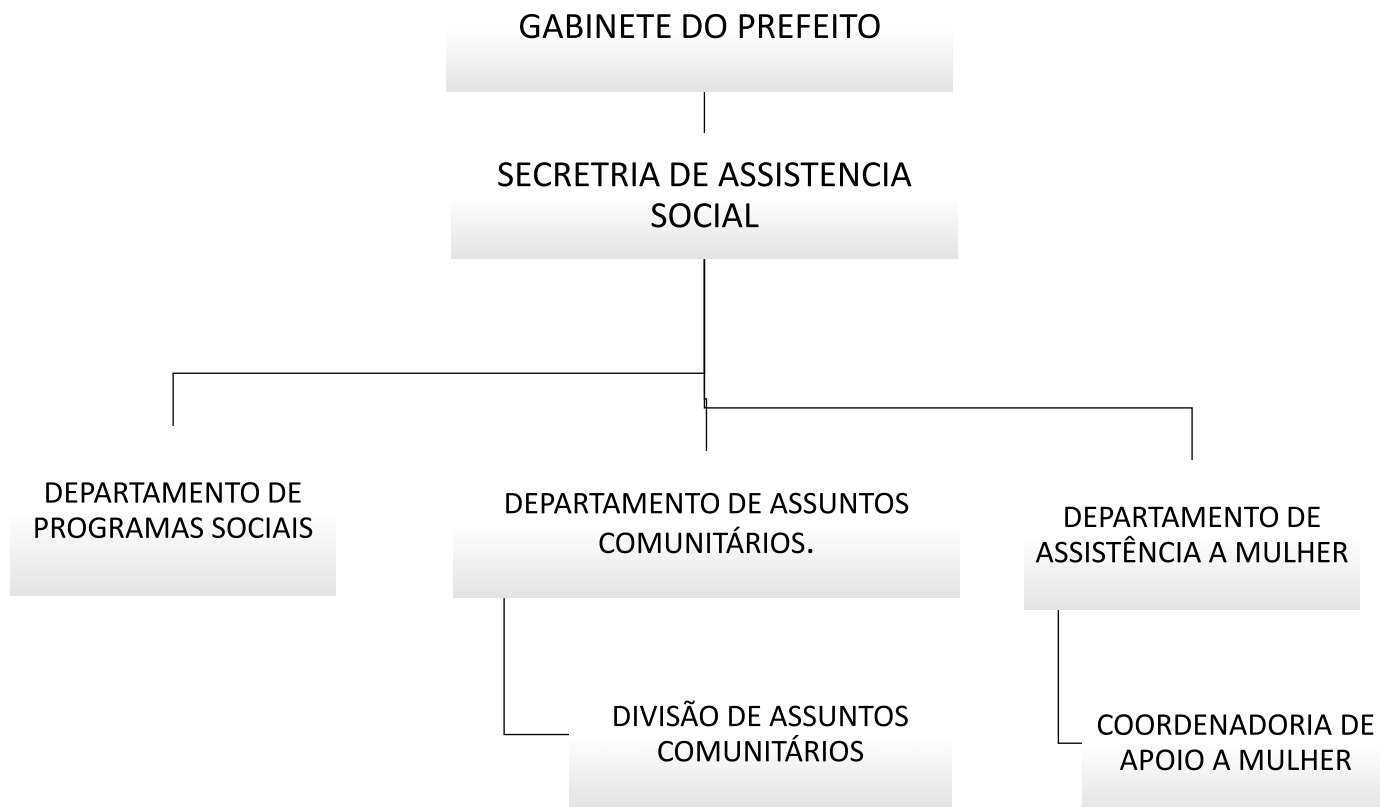 GABINETE DO PREFEITO
SECRETRIA DE ASSISTENCIA
SOCIAL
DEPARTAMENTO DE
PROGRAMAS SOCIAIS
DEPARTAMENTO DE ASSUNTOS
COMUNITÁRIOS.
DEPARTAMENTO DE
ASSISTÊNCIA A MULHER
DIVISÃO DE ASSUNTOS
COMUNITÁRIOS
COORDENADORIA DE
APOIO A MULHER